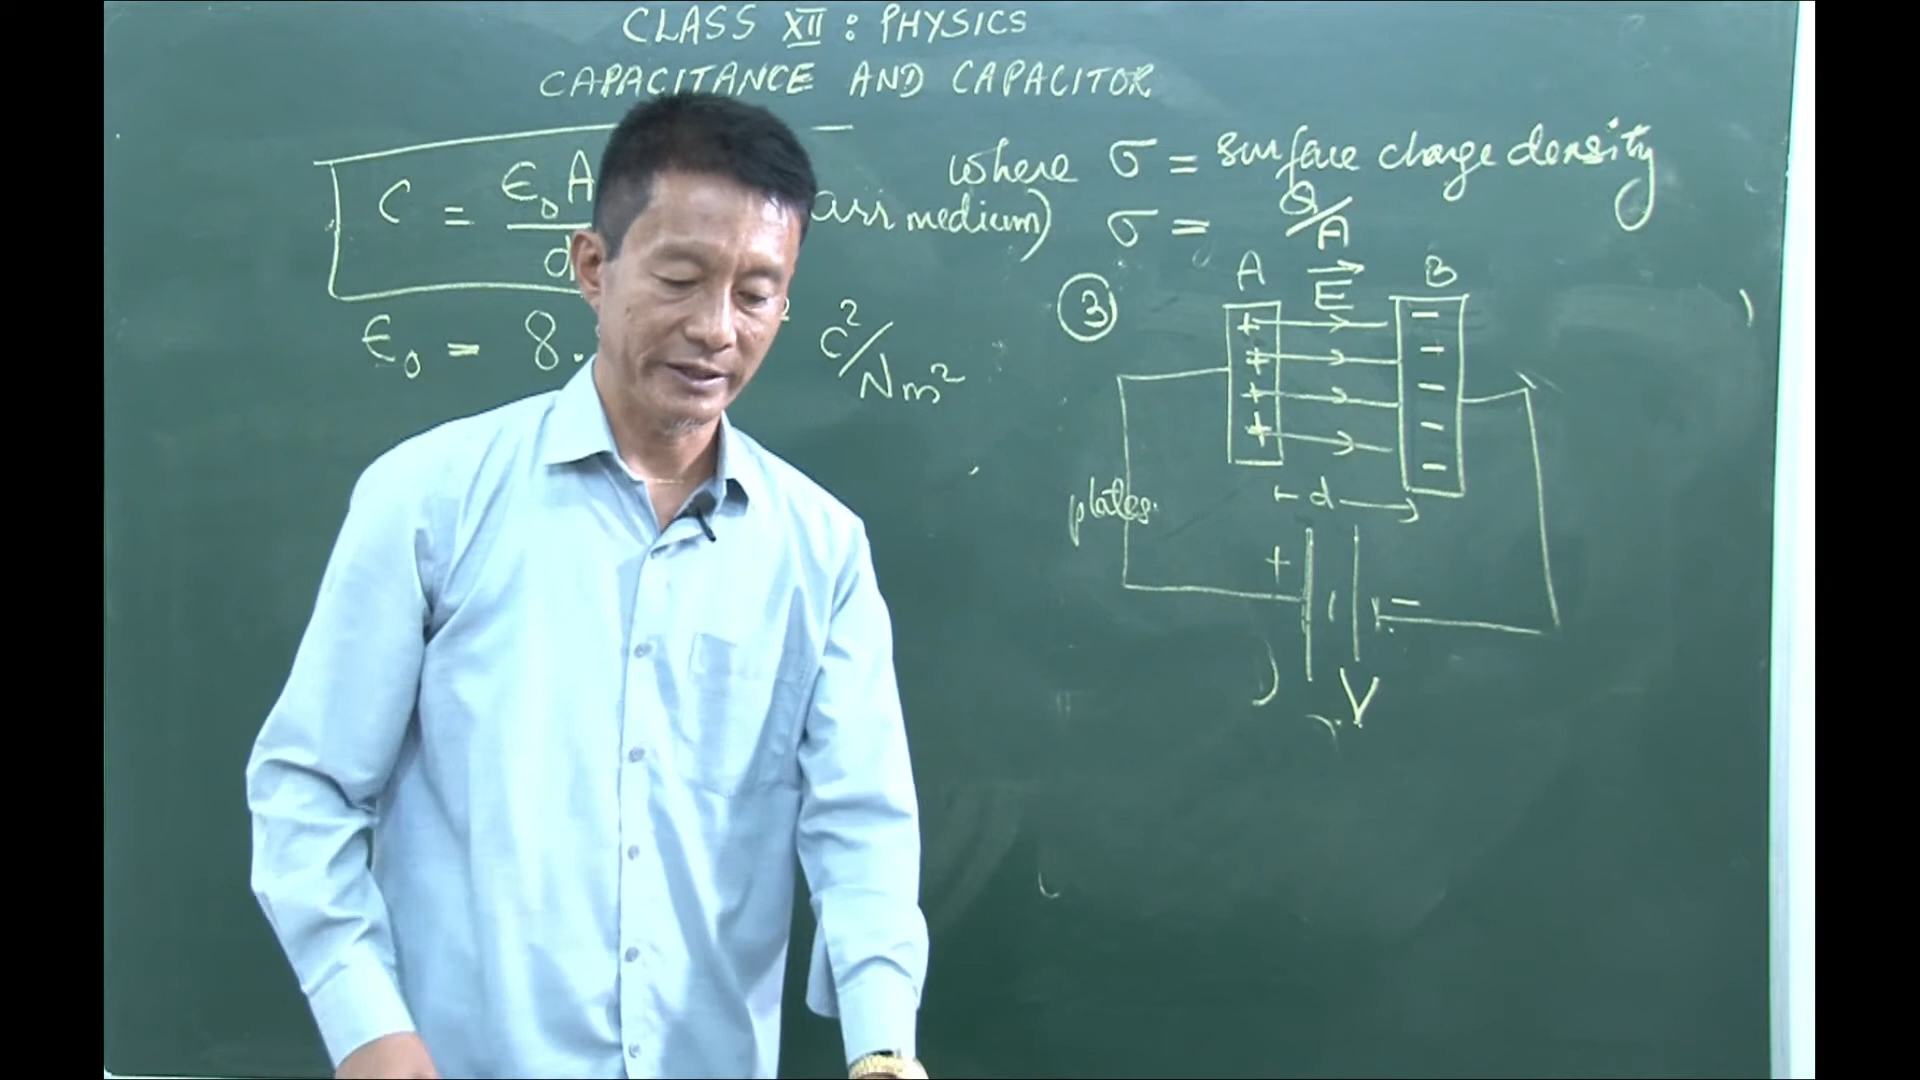 CLASS XII : PHYSICS
CAPACITANCE AND CAPACITOR
C = ε₀A
d
air medium)
ε₀ = 8.
² C²/Nm²
where σ = surface charge density
σ = Q/A
3
A E B
+ + + +
- - - - -
d
plates.
+ -
V